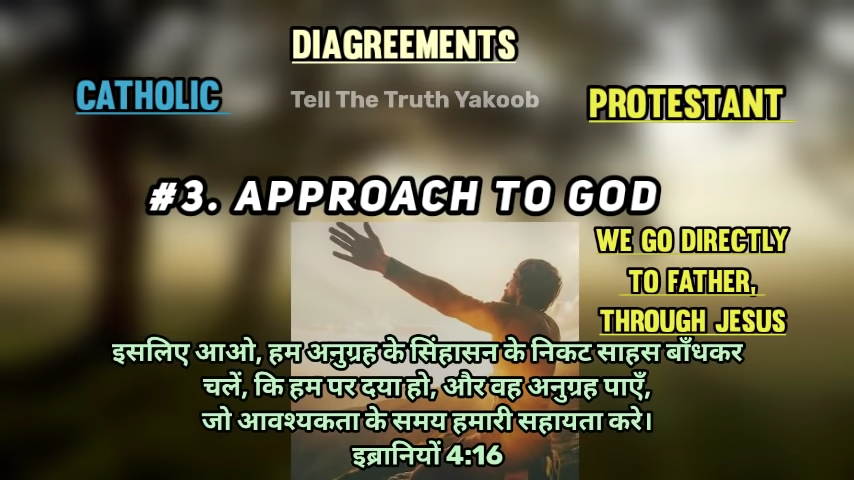 DIAGREEMENTS
CATHOLIC
Tell The Truth Yakoob
PROTESTANT
#3. APPROACH TO GOD
WE GO DIRECTLY
TO FATHER,
THROUGH JESUS
इसलिए आओ, हम अनुग्रह के सिंहासन के निकट साहस बाँधकर
चलें, कि हम पर दया हो, और वह अनुग्रह पाएँ,
जो आवश्यकता के समय हमारी सहायता करे।
इब्रानियों 4:16